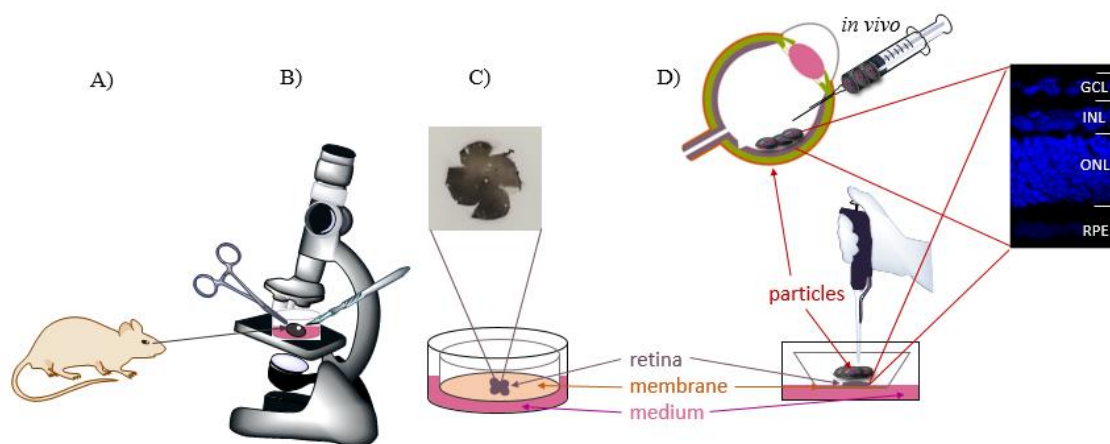 A)
B)
C)
D)
in vivo
GCL
INL
ONL
RPE
particles
retina
membrane
medium